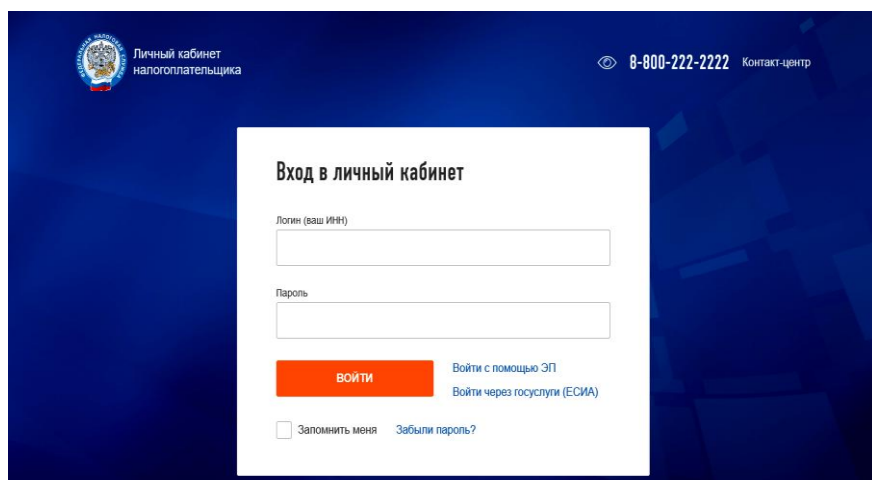 Личный кабинет
налогоплательщика
8-800-222-2222 Контакт-центр
Вход в личный кабинет
Логин (ваш ИНН)
Пароль
ВОЙТИ
Войти с помощью ЭП
Войти через госуслуги (ЕСИА)
Запомнить меня Забыли пароль?